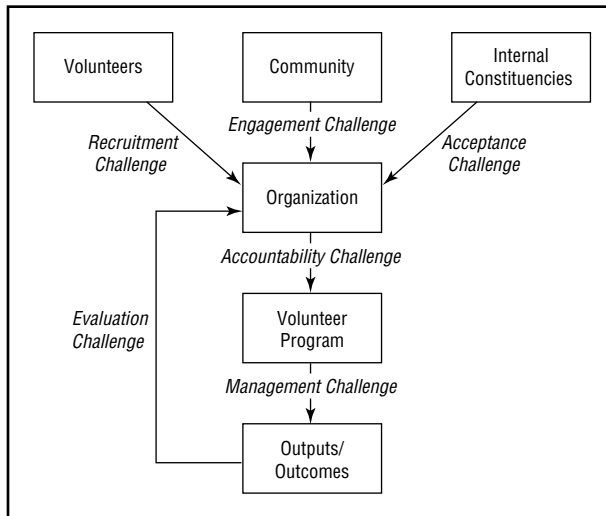 Volunteers
Community
Internal
Constituencies
Recruitment
Challenge
Engagement Challenge
Acceptance
Challenge
Organization
Accountability Challenge
Evaluation
Challenge
Volunteer
Program
Management Challenge
Outputs/
Outcomes